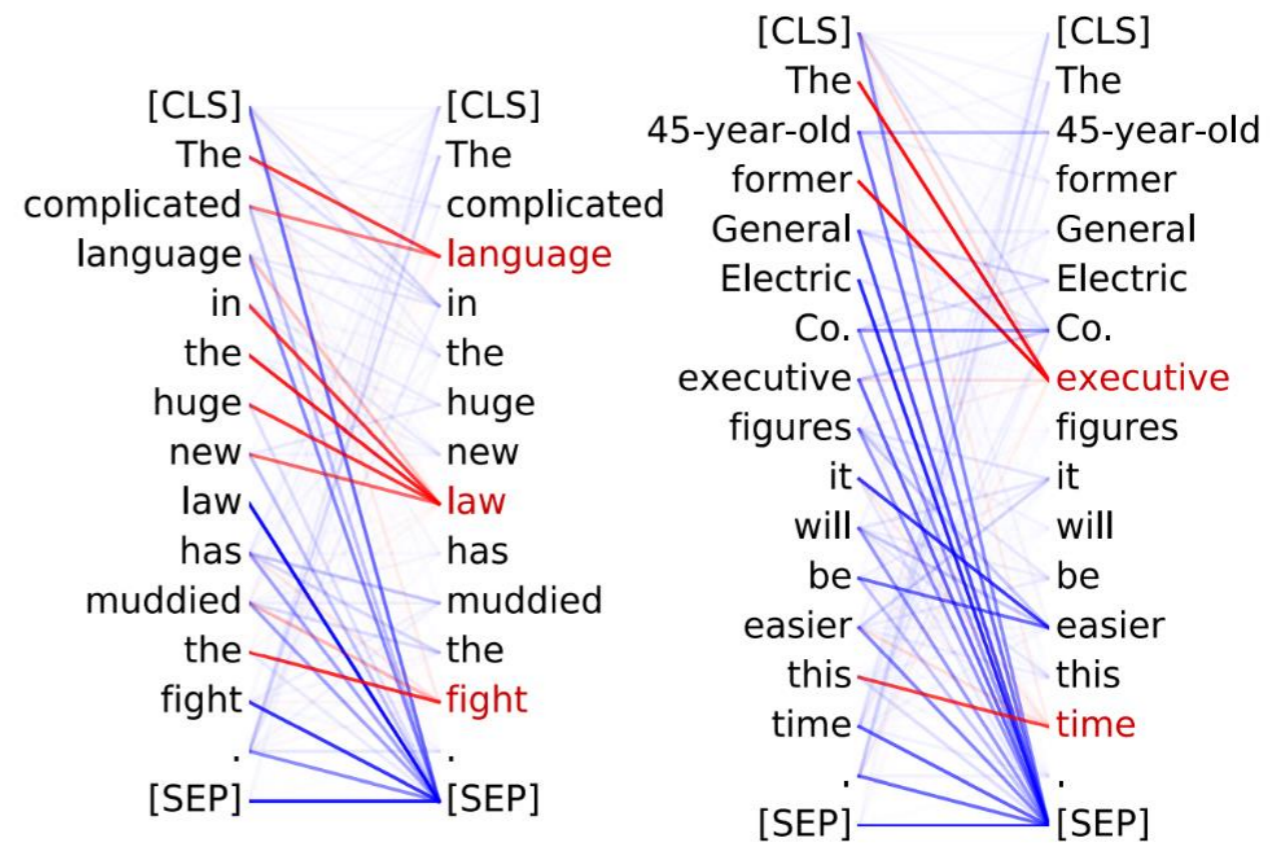 [CLS] [CLS]
The The
complicated complicated
language language
in in
the the
huge huge
new new
law law
has has
muddied muddied
the the
fight fight
. .
[SEP] [SEP]
[CLS] [CLS]
The The
45-year-old 45-year-old
former former
General General
Electric Electric
Co. Co.
executive executive
figures figures
it it
will will
be be
easier easier
this this
time time
. .
[SEP] [SEP]